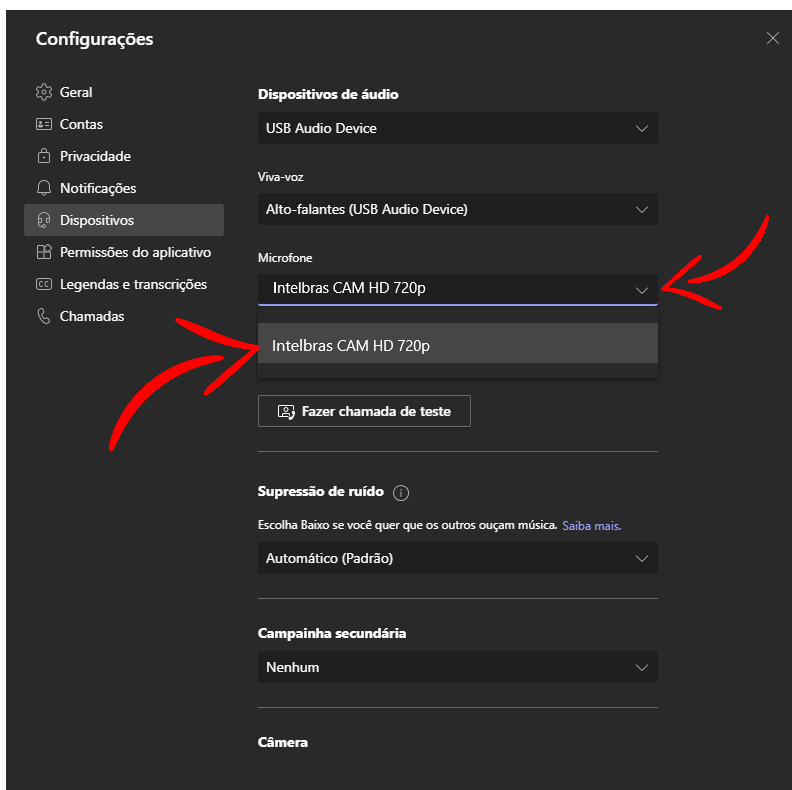 Configurações
Geral
Contas
Privacidade
Notificações
Dispositivos
Permissões do aplicativo
CC Legendas e transcrições
Chamadas
Dispositivos de áudio
USB Audio Device
Viva-voz
Alto-falantes (USB Audio Device)
Microfone
Intelbras CAM HD 720p
Intelbras CAM HD 720p
Fazer chamada de teste
Supressão de ruído
Escolha Baixo se você quer que os outros ouçam música. Saiba mais.
Automático (Padrão)
Campainha secundária
Nenhum
Câmera